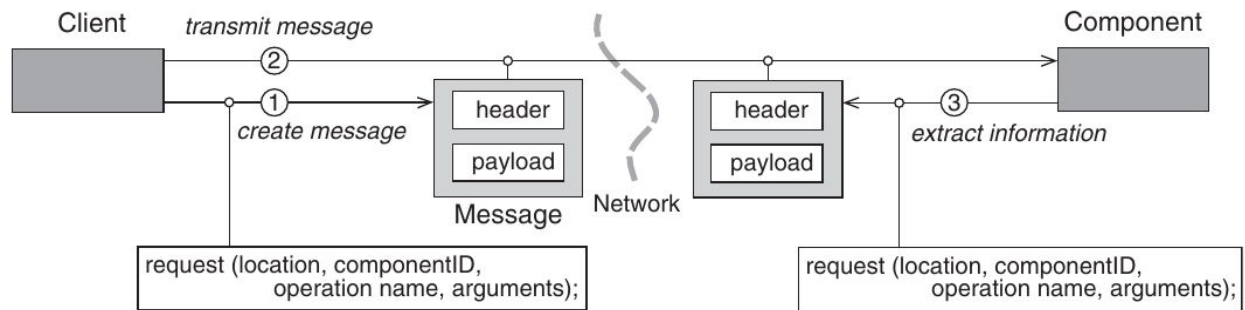 Client
transmit message
Component
2
1
create message
header
payload
Message
Network
header
payload
3
extract information
request (location, componentID,
operation name, arguments);
request (location, componentID,
operation name, arguments);